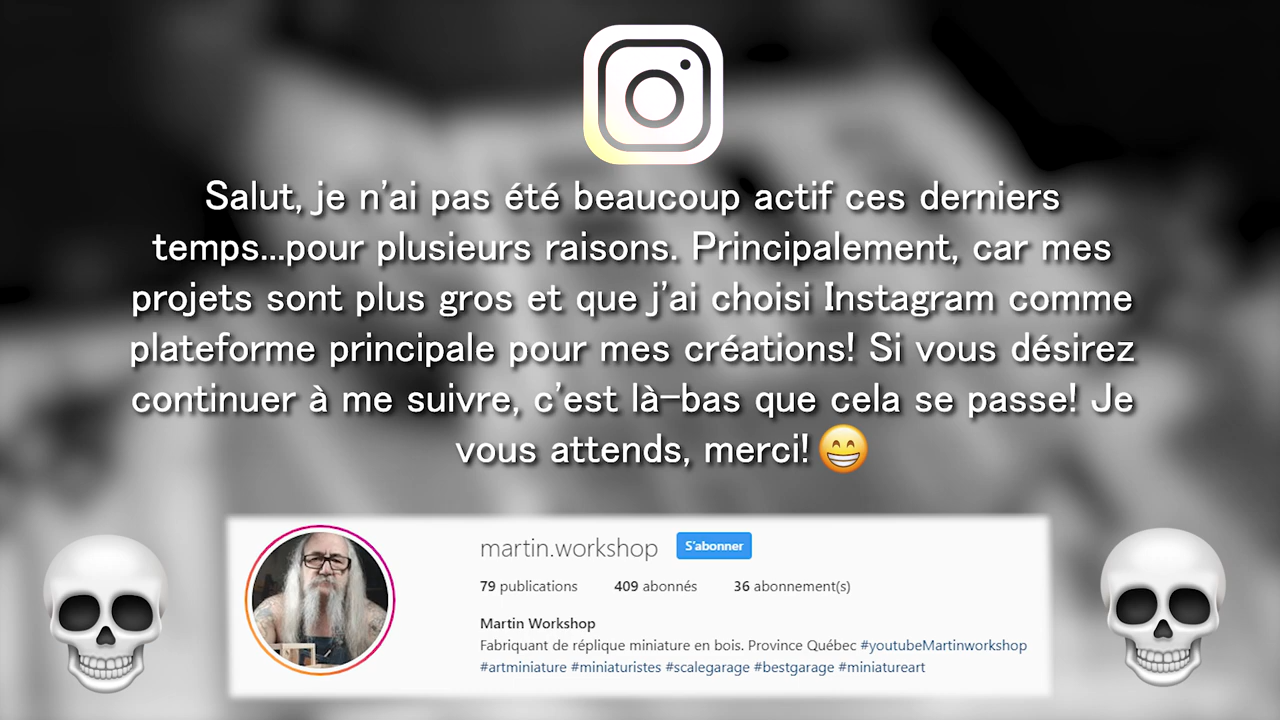 Salut, je n'ai pas été beaucoup actif ces derniers
temps...pour plusieurs raisons. Principalement, car mes
projets sont plus gros et que j'ai choisi Instagram comme
plateforme principale pour mes créations! Si vous désirez
continuer à me suivre, c'est là-bas que cela se passe! Je
vous attends, merci! 😁
martin.workshop S'abonner
79 publications 409 abonnés 36 abonnement(s)
Martin Workshop
Fabriquant de réplique miniature en bois. Province Québec #youtubeMartinworkshop
#artminiature #miniaturistes #scalegarage #bestgarage #miniatureart